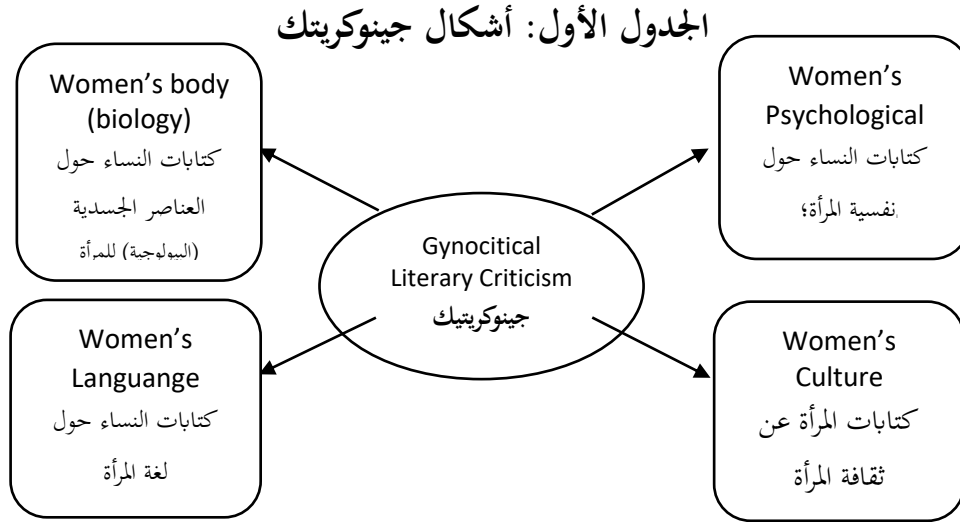 الجدول الأول: أشكال جينوكريتك
Women's body
(biology)
كتابات النساء حول
العناصر الجسدية
(البيولوجية) للمرأة
Women's
Psychological
كتابات النساء حول
نفسية المرأة؛
Gynocitical
Literary Criticism
جينوكريتيك
Women's
Languange
كتابات النساء حول
لغة المرأة
Women's
Culture
كتابات المرأة عن
ثقافة المرأة